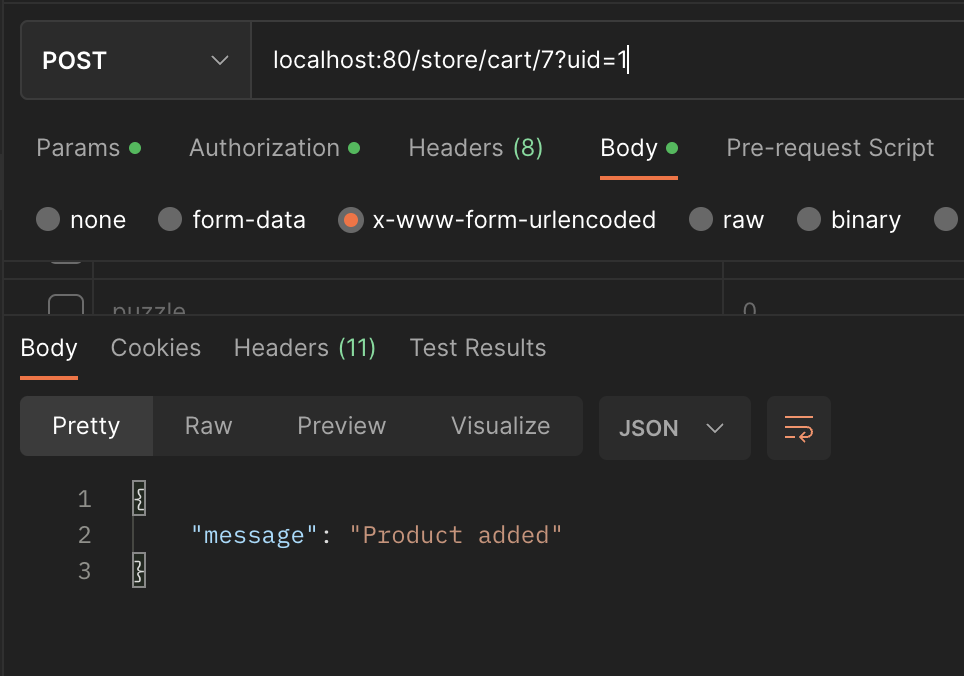 POST localhost:80/store/cart/7?uid=1
Params Authorization Headers (8) Body Pre-request Script
none form-data x-www-form-urlencoded raw binary
puzzle 0
Body Cookies Headers (11) Test Results
Pretty Raw Preview Visualize JSON
1 {
2 "message": "Product added"
3 }